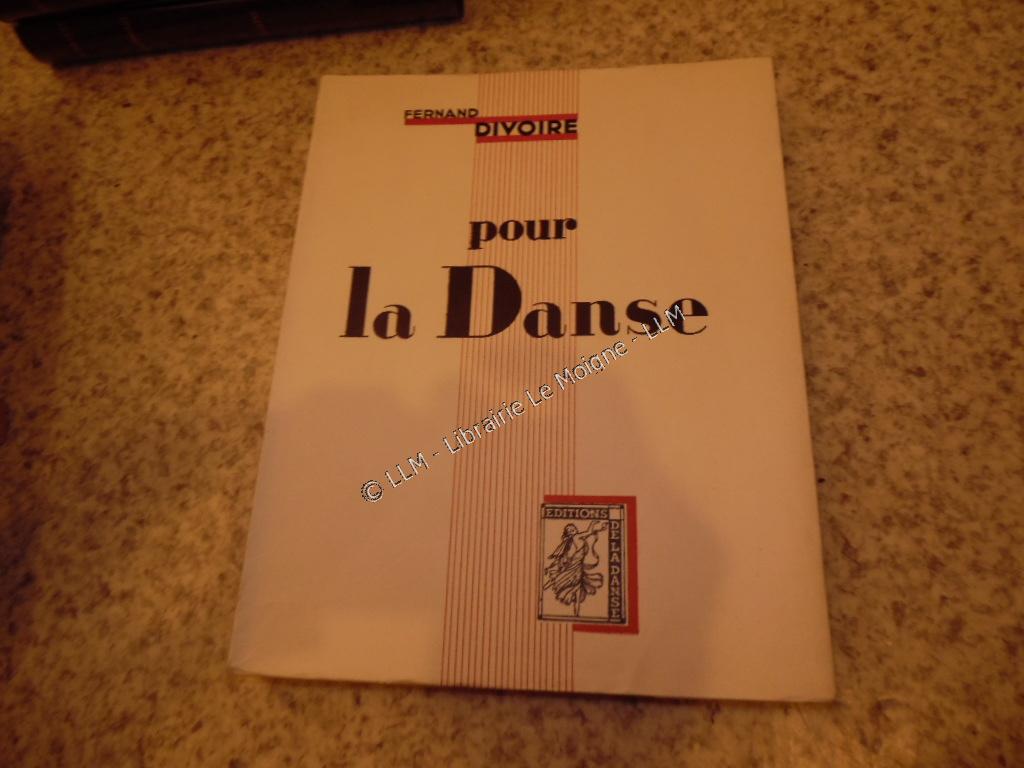 FERNAND
DIVOIRE
pour
la Danse
© LLM - Librairie Le Moigne - LLM
EDITIONS
DE LA DANSE